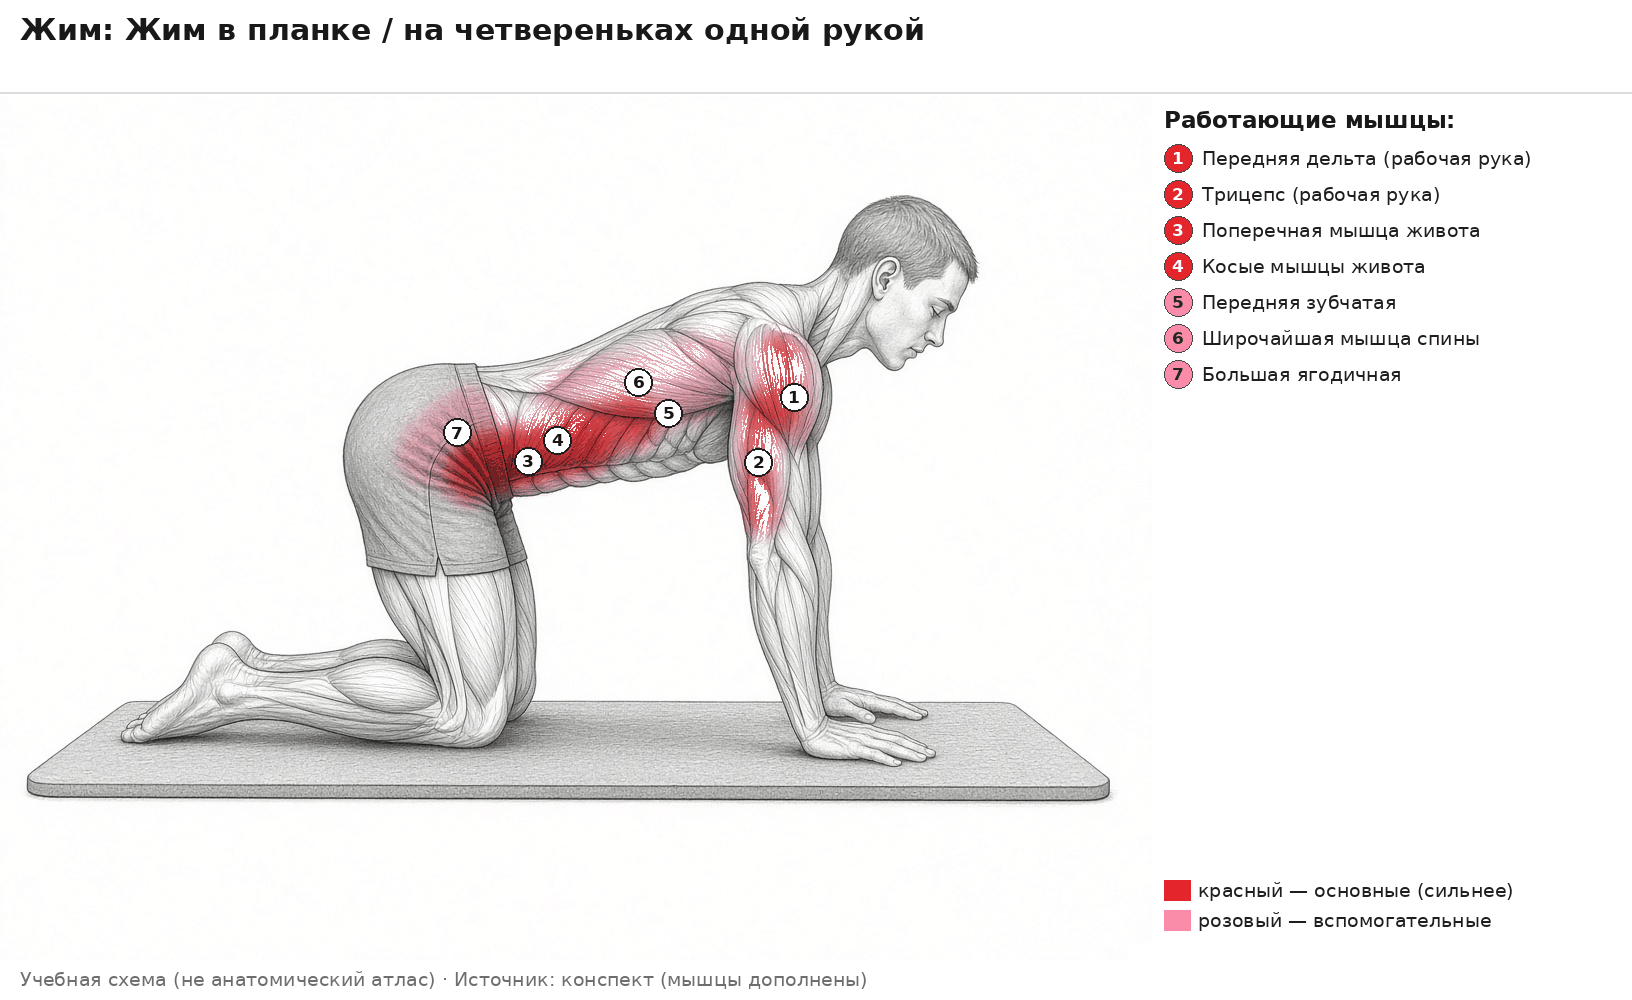 Жим: Жим в планке / на четвереньках одной рукой
Работающие мышцы:
1 Передняя дельта (рабочая рука)
2 Трицепс (рабочая рука)
3 Поперечная мышца живота
4 Косые мышцы живота
5 Передняя зубчатая
6 Широчайшая мышца спины
7 Большая ягодичная
6
5
1
7
4
3
2
красный — основные (сильнее)
розовый — вспомогательные
Учебная схема (не анатомический атлас) · Источник: конспект (мышцы дополнены)